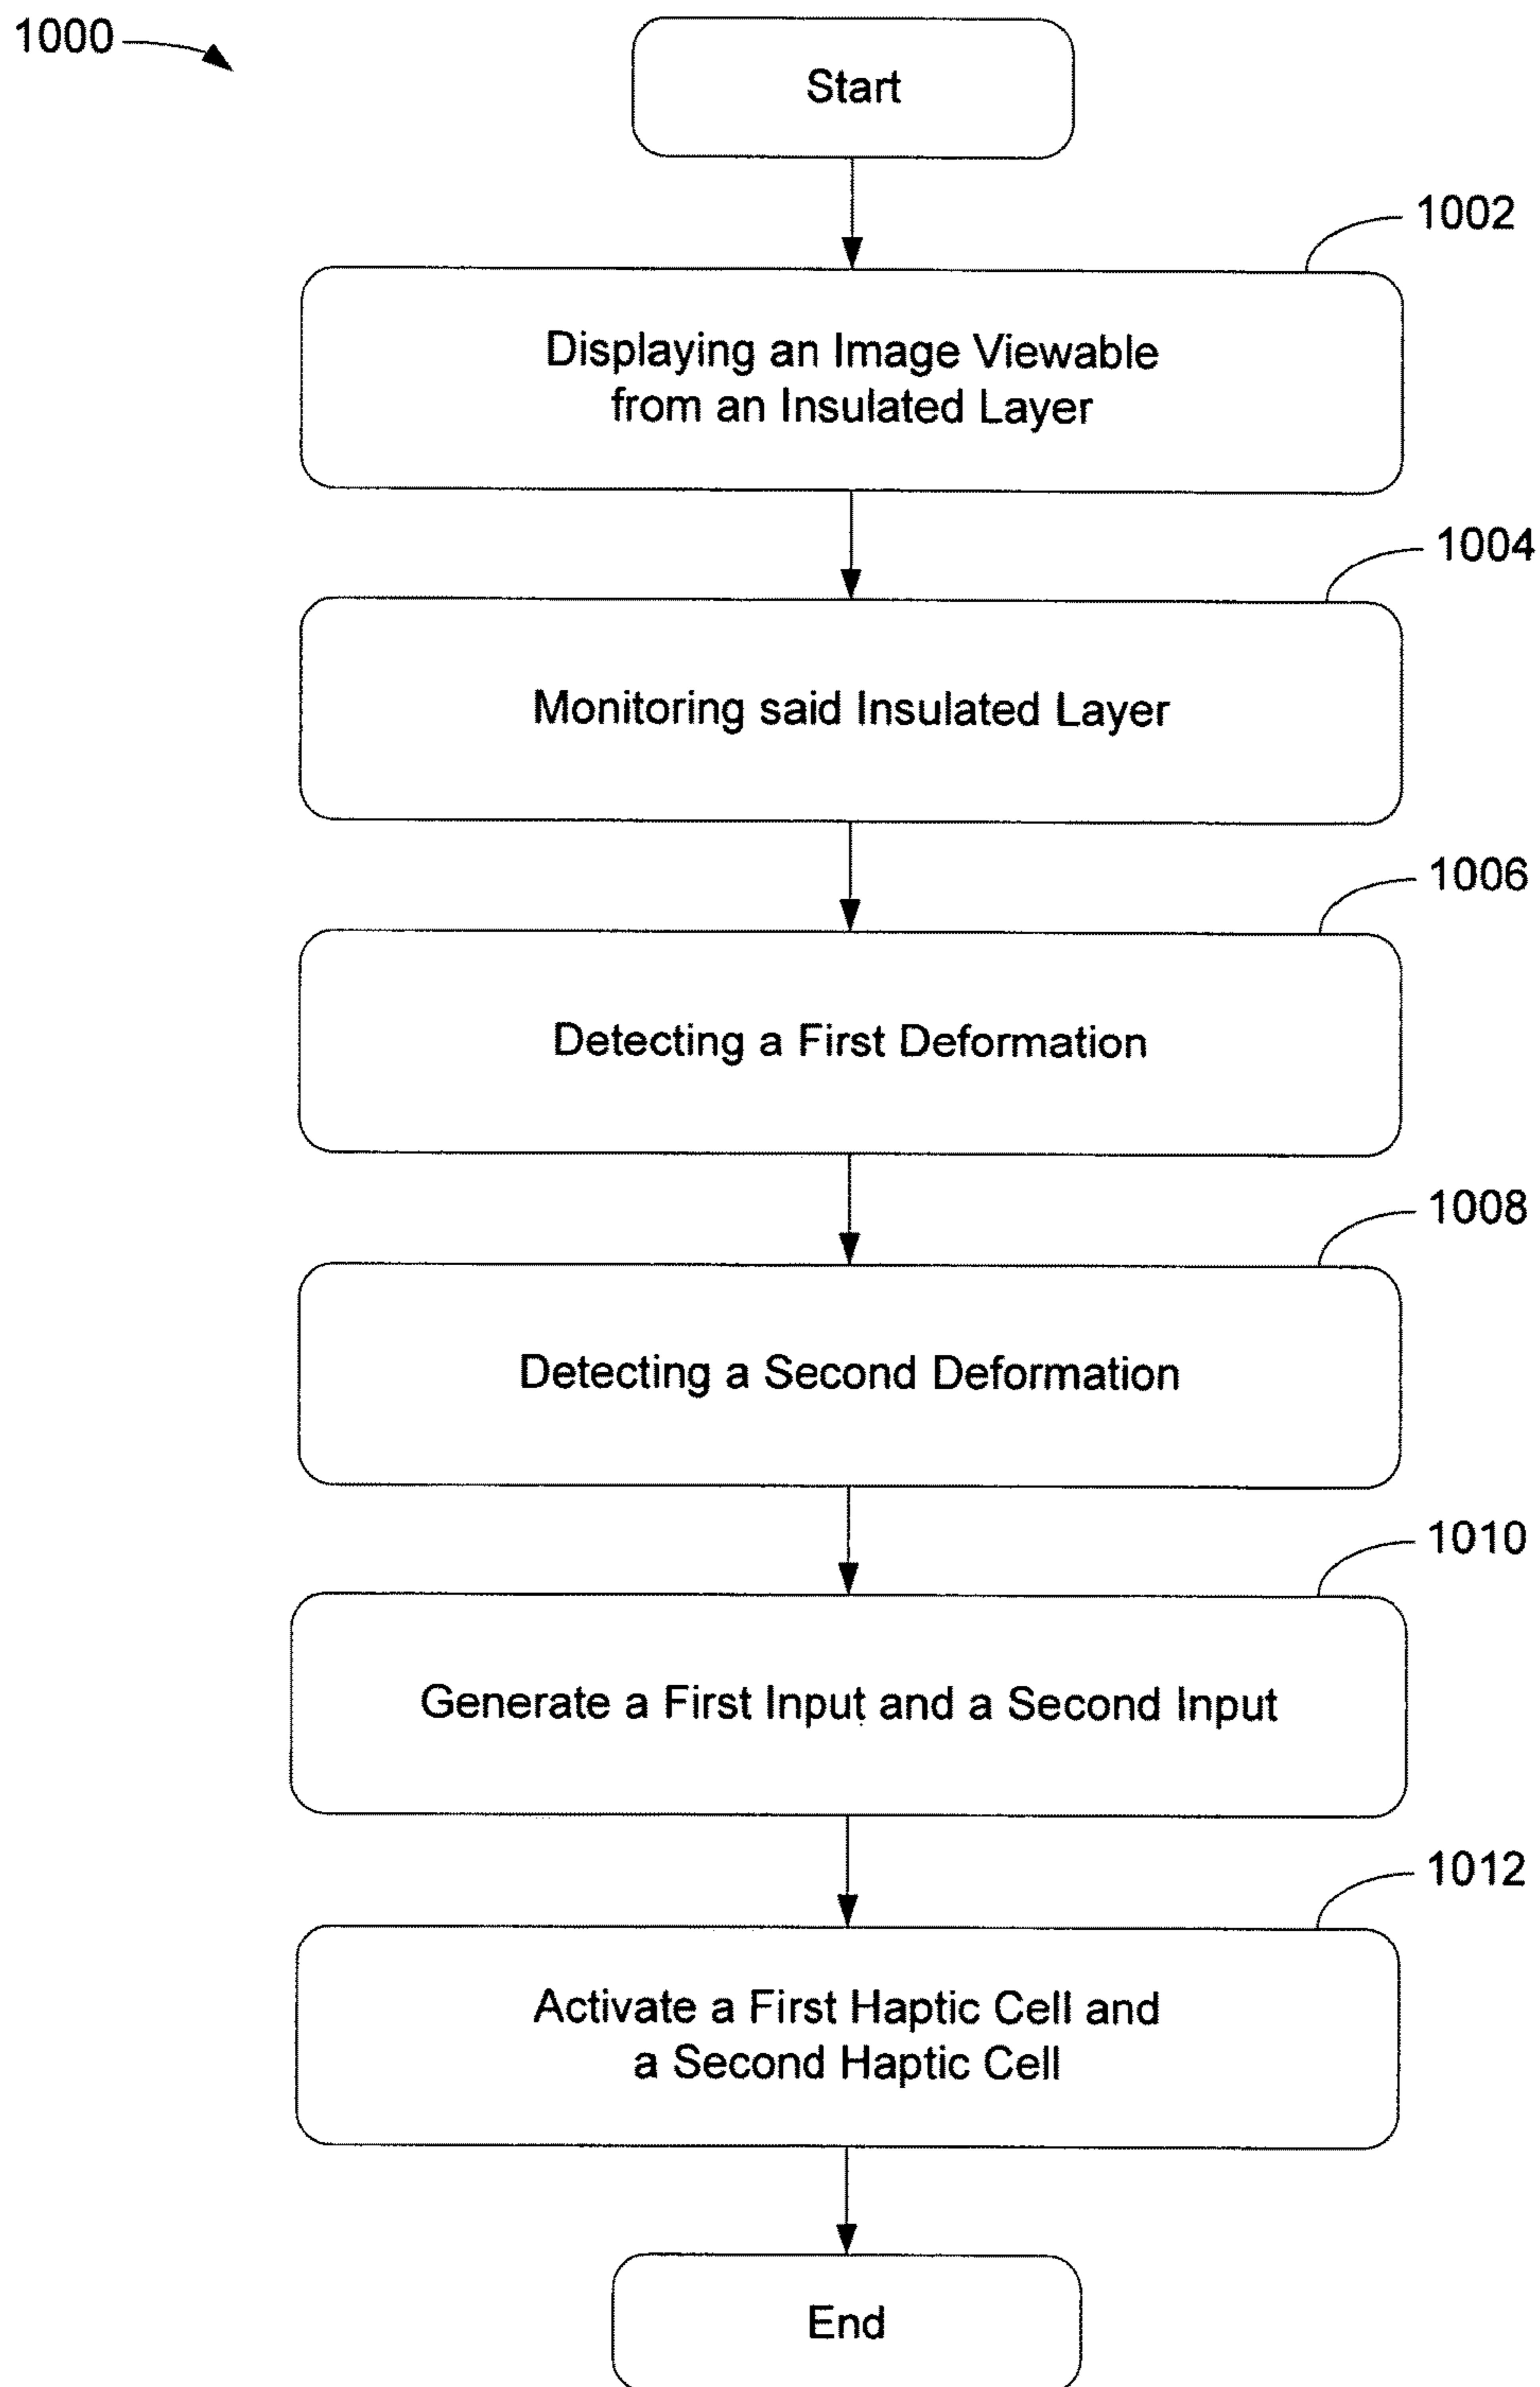 1000
Start
1002
Displaying an Image Viewable
from an Insulated Layer
1004
Monitoring said Insulated Layer
1006
Detecting a First Deformation
1008
Detecting a Second Deformation
1010
Generate a First Input and a Second Input
1012
Activate a First Haptic Cell and
a Second Haptic Cell
End